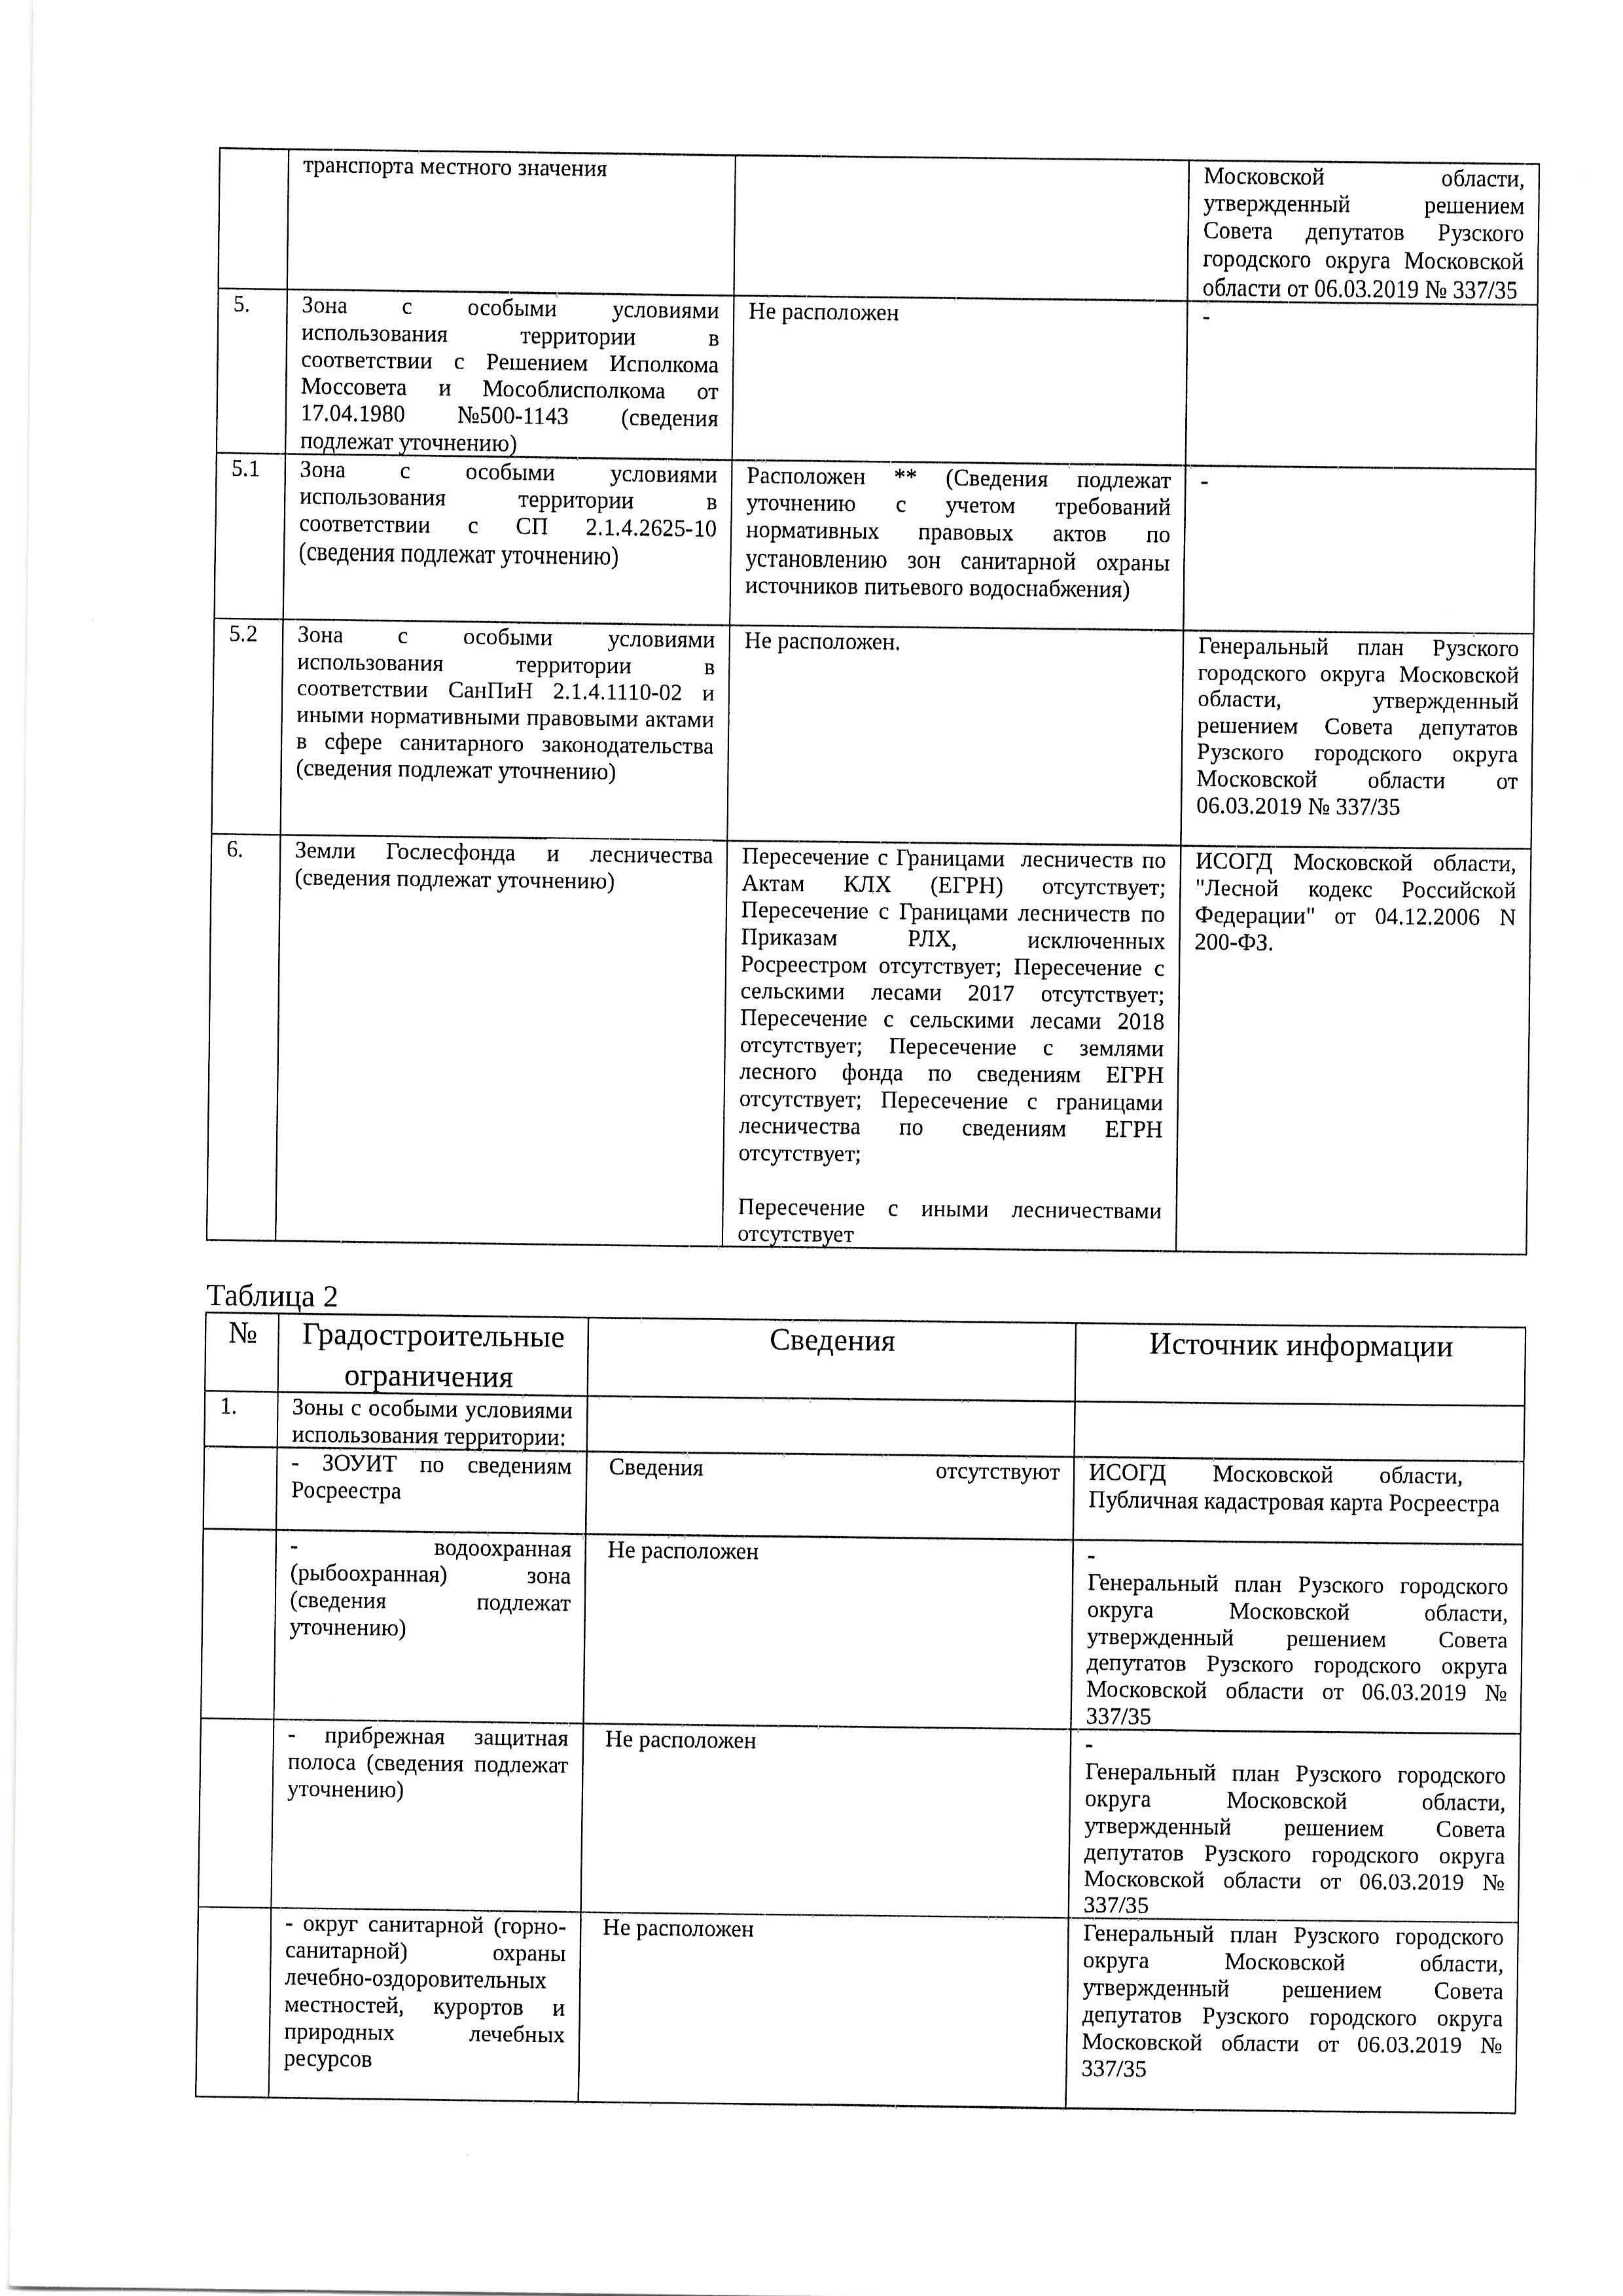 транспорта местного значения
Московской области,
утвержденный решением
Совета депутатов Рузского
городского округа Московской
области от 06.03.2019 № 337/35
5.
Зона с особыми условиями
использования территории в
соответствии с Решением Исполкома
Моссовета и Мособлисполкома от
17.04.1980 №500-1143 (сведения
подлежат уточнению)
Не расположен
-
5.1
Зона с особыми условиями
использования территории в
соответствии с СП 2.1.4.2625-10
(сведения подлежат уточнению)
Расположен ** (Сведения подлежат
уточнению с учетом требований
нормативных правовых актов по
установлению зон санитарной охраны
источников питьевого водоснабжения)
-
5.2
Зона с особыми условиями
использования территории в
соответствии СанПиН 2.1.4.1110-02 и
иными нормативными правовыми актами
в сфере санитарного законодательства
(сведения подлежат уточнению)
Не расположен.
Генеральный план Рузского
городского округа Московской
области, утвержденный
решением Совета депутатов
Рузского городского округа
Московской области от
06.03.2019 № 337/35
6.
Земли Гослесфонда и лесничества
(сведения подлежат уточнению)
Пересечение с Границами лесничеств по
Актам КЛХ (ЕГРН) отсутствует;
Пересечение с Границами лесничеств по
Приказам РЛХ, исключенных
Росреестром отсутствует; Пересечение с
сельскими лесами 2017 отсутствует;
Пересечение с сельскими лесами 2018
отсутствует; Пересечение с землями
лесного фонда по сведениям ЕГРН
отсутствует; Пересечение с границами
лесничества по сведениям ЕГРН
отсутствует;
Пересечение с иными лесничествами
отсутствует
ИСОГД Московской области,
"Лесной кодекс Российской
Федерации" от 04.12.2006 N
200-ФЗ.
Таблица 2
№
Градостроительные
ограничения
Сведения
Источник информации
1.
Зоны с особыми условиями
использования территории:
- ЗОУИТ по сведениям
Росреестра
Сведения отсутствуют
ИСОГД Московской области,
Публичная кадастровая карта Росреестра
- водоохранная
(рыбоохранная) зона
(сведения подлежат
уточнению)
Не расположен
-
Генеральный план Рузского городского
округа Московской области,
утвержденный решением Совета
депутатов Рузского городского округа
Московской области от 06.03.2019 №
337/35
- прибрежная защитная
полоса (сведения подлежат
уточнению)
Не расположен
-
Генеральный план Рузского городского
округа Московской области,
утвержденный решением Совета
депутатов Рузского городского округа
Московской области от 06.03.2019 №
337/35
- округ санитарной (горно-
санитарной) охраны
лечебно-оздоровительных
местностей, курортов и
природных лечебных
ресурсов
Не расположен
Генеральный план Рузского городского
округа Московской области,
утвержденный решением Совета
депутатов Рузского городского округа
Московской области от 06.03.2019 №
337/35